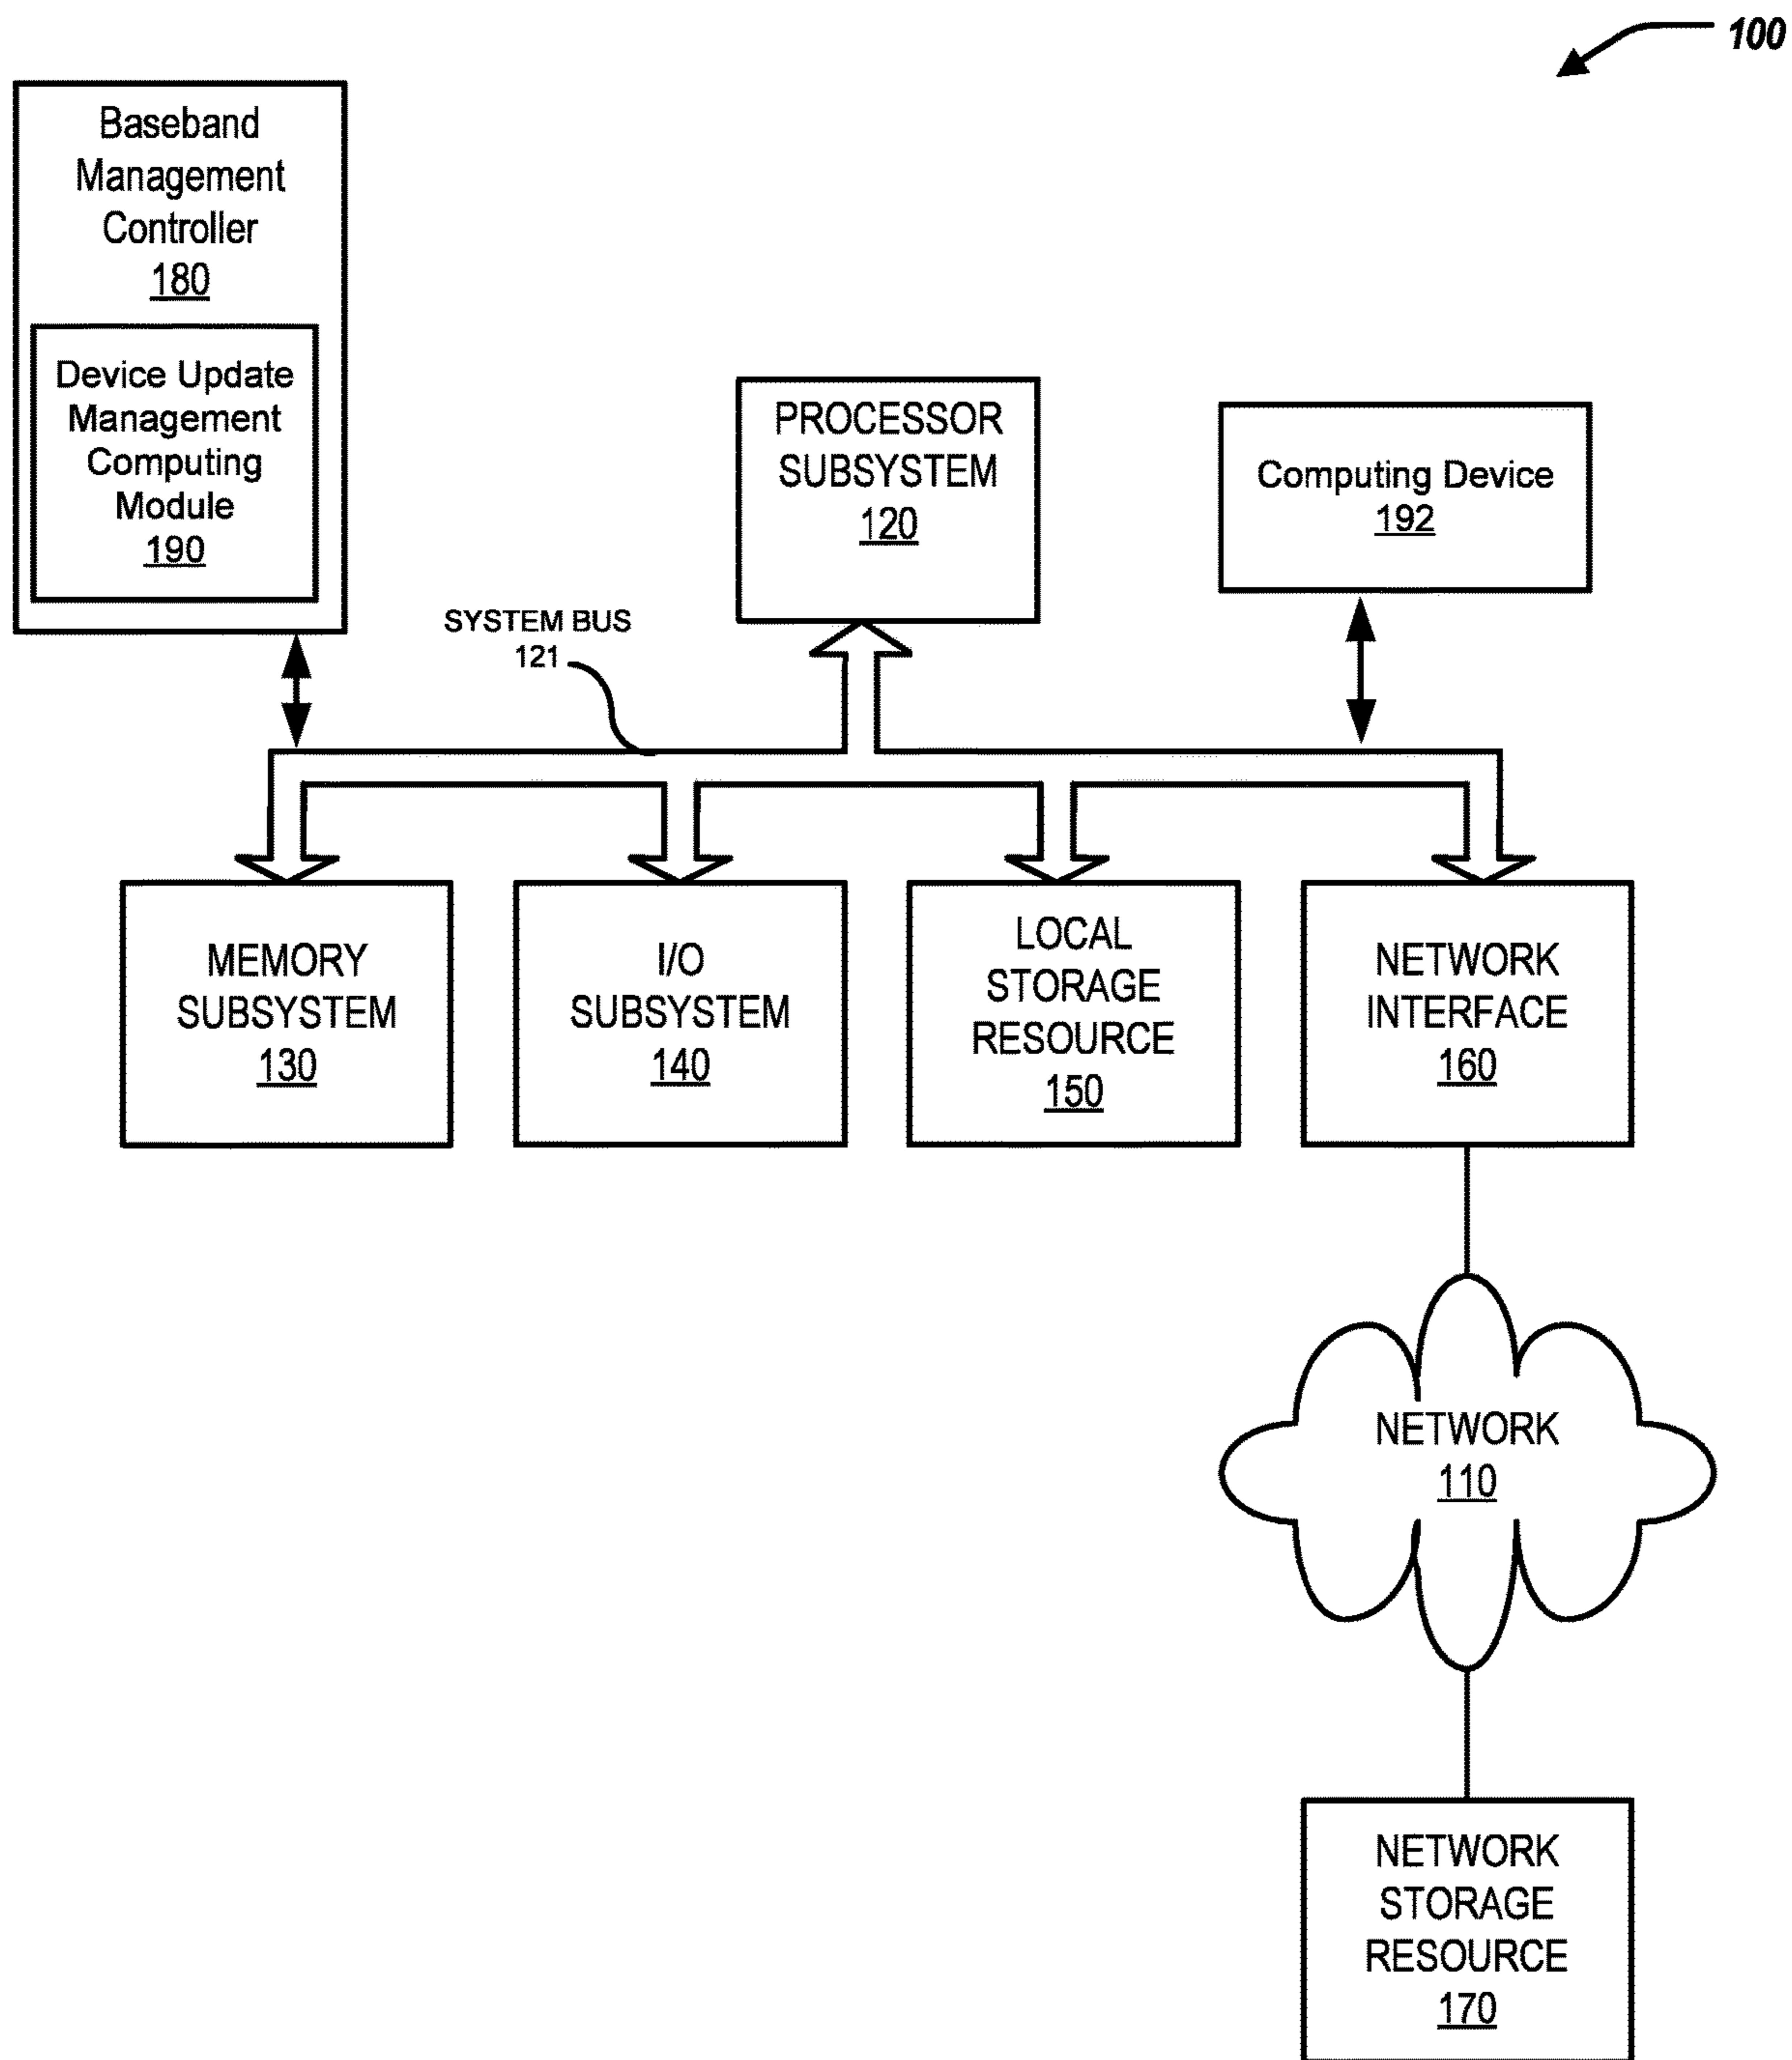 100
Baseband
Management
Controller
180
Device Update
Management
Computing
Module
190
PROCESSOR
SUBSYSTEM
120
Computing Device
192
SYSTEM BUS
121
MEMORY
SUBSYSTEM
130
I/O
SUBSYSTEM
140
LOCAL
STORAGE
RESOURCE
150
NETWORK
INTERFACE
160
NETWORK
110
NETWORK
STORAGE
RESOURCE
170